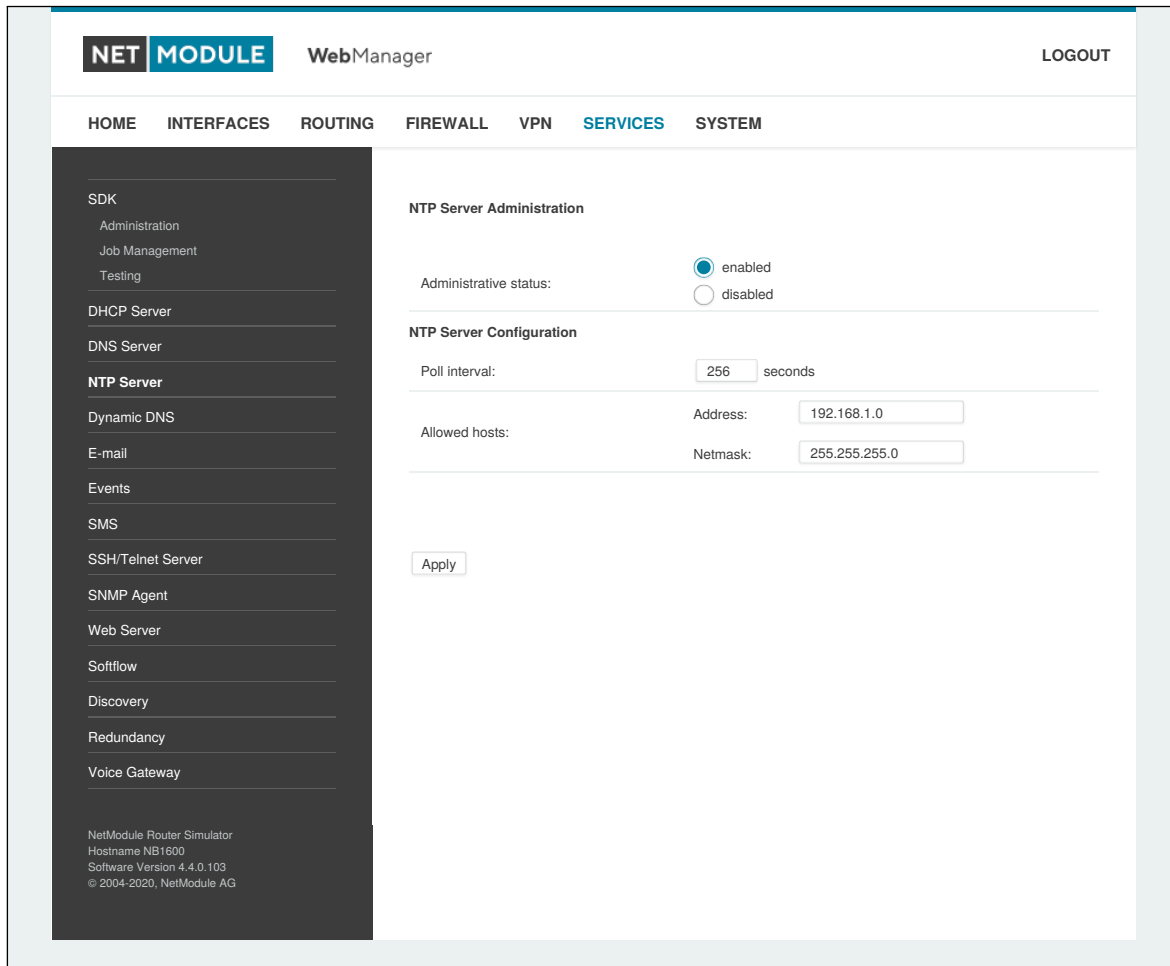 NET MODULE WebManager LOGOUT
HOME INTERFACES ROUTING FIREWALL VPN SERVICES SYSTEM
SDK
Administration
Job Management
Testing
DHCP Server
DNS Server
NTP Server
Dynamic DNS
E-mail
Events
SMS
SSH/Telnet Server
SNMP Agent
Web Server
Softflow
Discovery
Redundancy
Voice Gateway
NetModule Router Simulator
Hostname NB1600
Software Version 4.4.0.103
© 2004-2020, NetModule AG
NTP Server Administration
Administrative status:
enabled
disabled
NTP Server Configuration
Poll interval: 256 seconds
Allowed hosts:
Address: 192.168.1.0
Netmask: 255.255.255.0
Apply